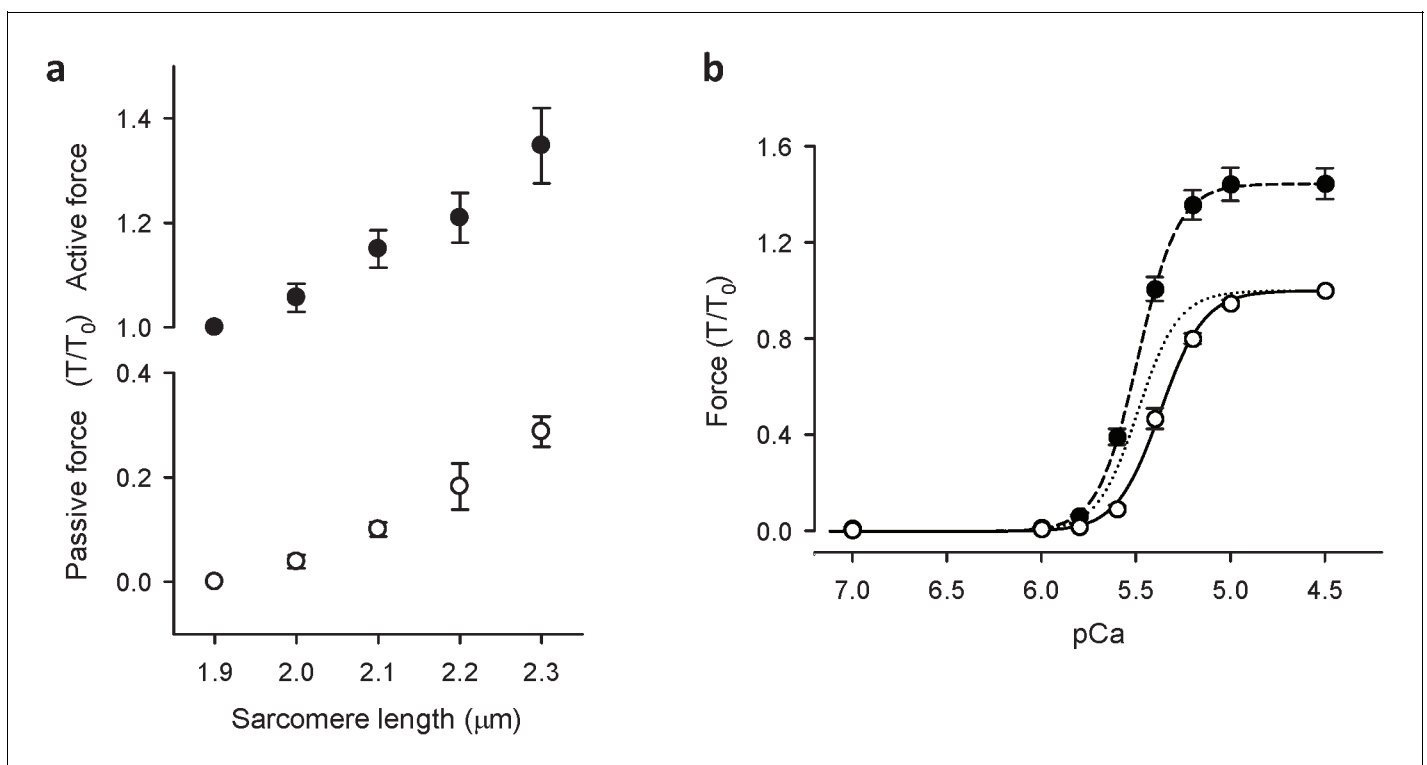 a
1.4
1.2
1.0
0.4
0.2
0.0
Passive force (T/T0) Active force
1.9 2.0 2.1 2.2 2.3
Sarcomere length (μm)
b
1.6
1.2
0.8
0.4
0.0
Force (T/T0)
7.0 6.5 6.0 5.5 5.0 4.5
pCa